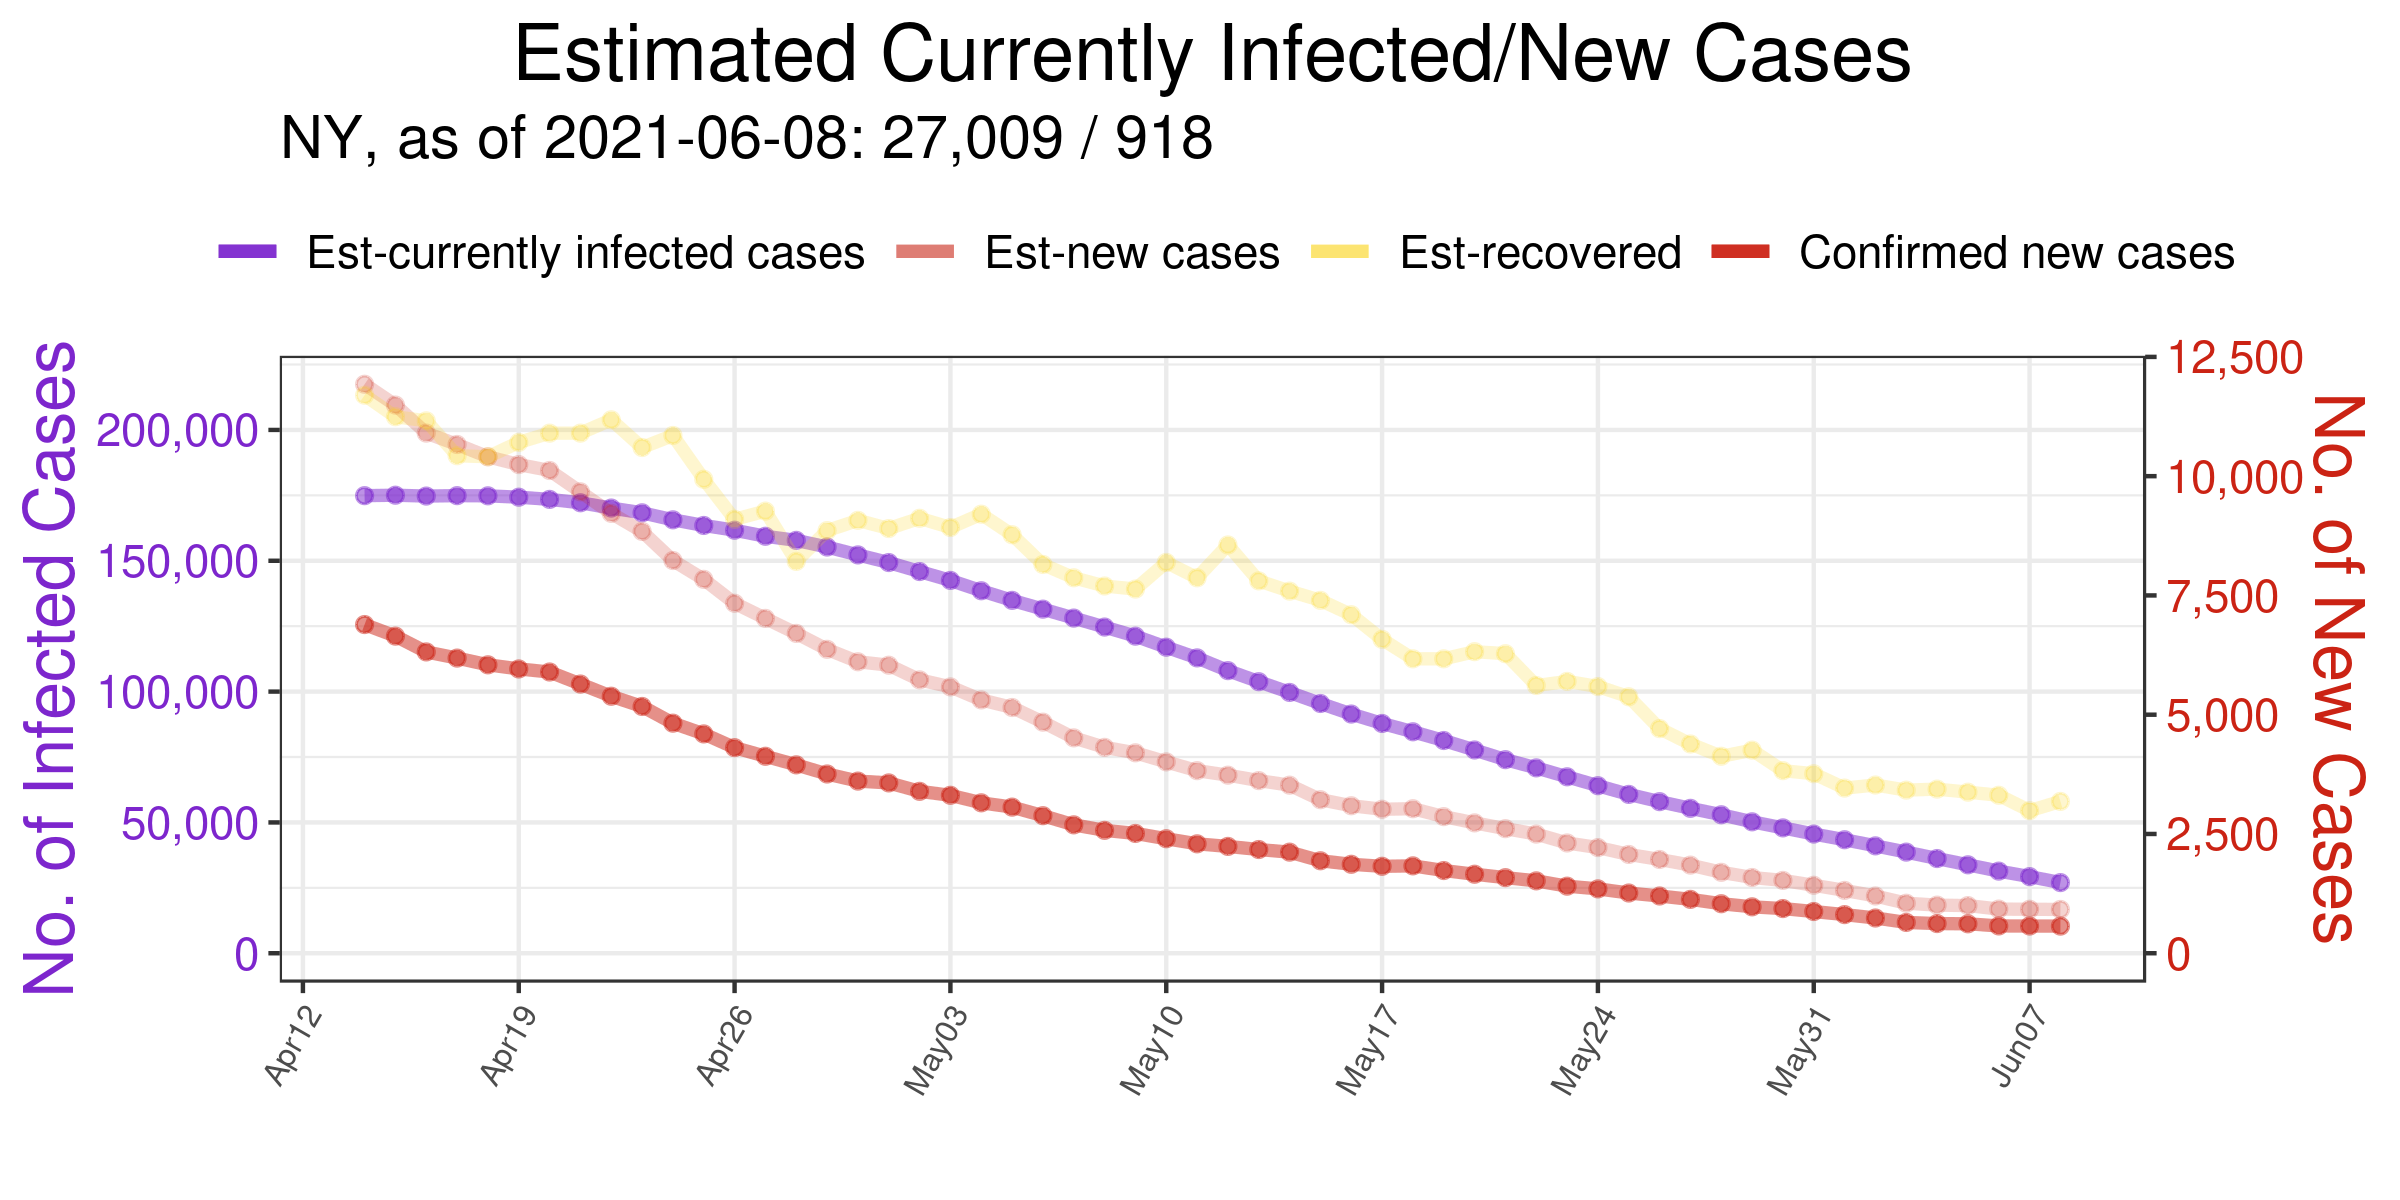 Estimated Currently Infected/New Cases
NY, as of 2021-06-08: 27,009 / 918
Est-currently infected cases Est-new cases Est-recovered Confirmed new cases
No. of Infected Cases
200,000
150,000
100,000
50,000
0
12,500
10,000
7,500
5,000
2,500
0
No. of New Cases
Apr12 Apr19 Apr26 May03 May10 May17 May24 May31 Jun07